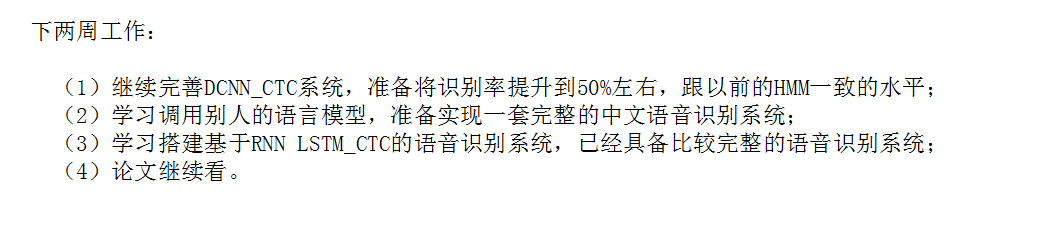 下两周工作：
（1）继续完善DCNN_CTC系统，准备将识别率提升到50%左右，跟以前的HMM一致的水平；
（2）学习调用别人的语言模型，准备实现一套完整的中文语音识别系统；
（3）学习搭建基于RNN LSTM_CTC的语音识别系统，已经具备比较完整的语音识别系统；
（4）论文继续看。